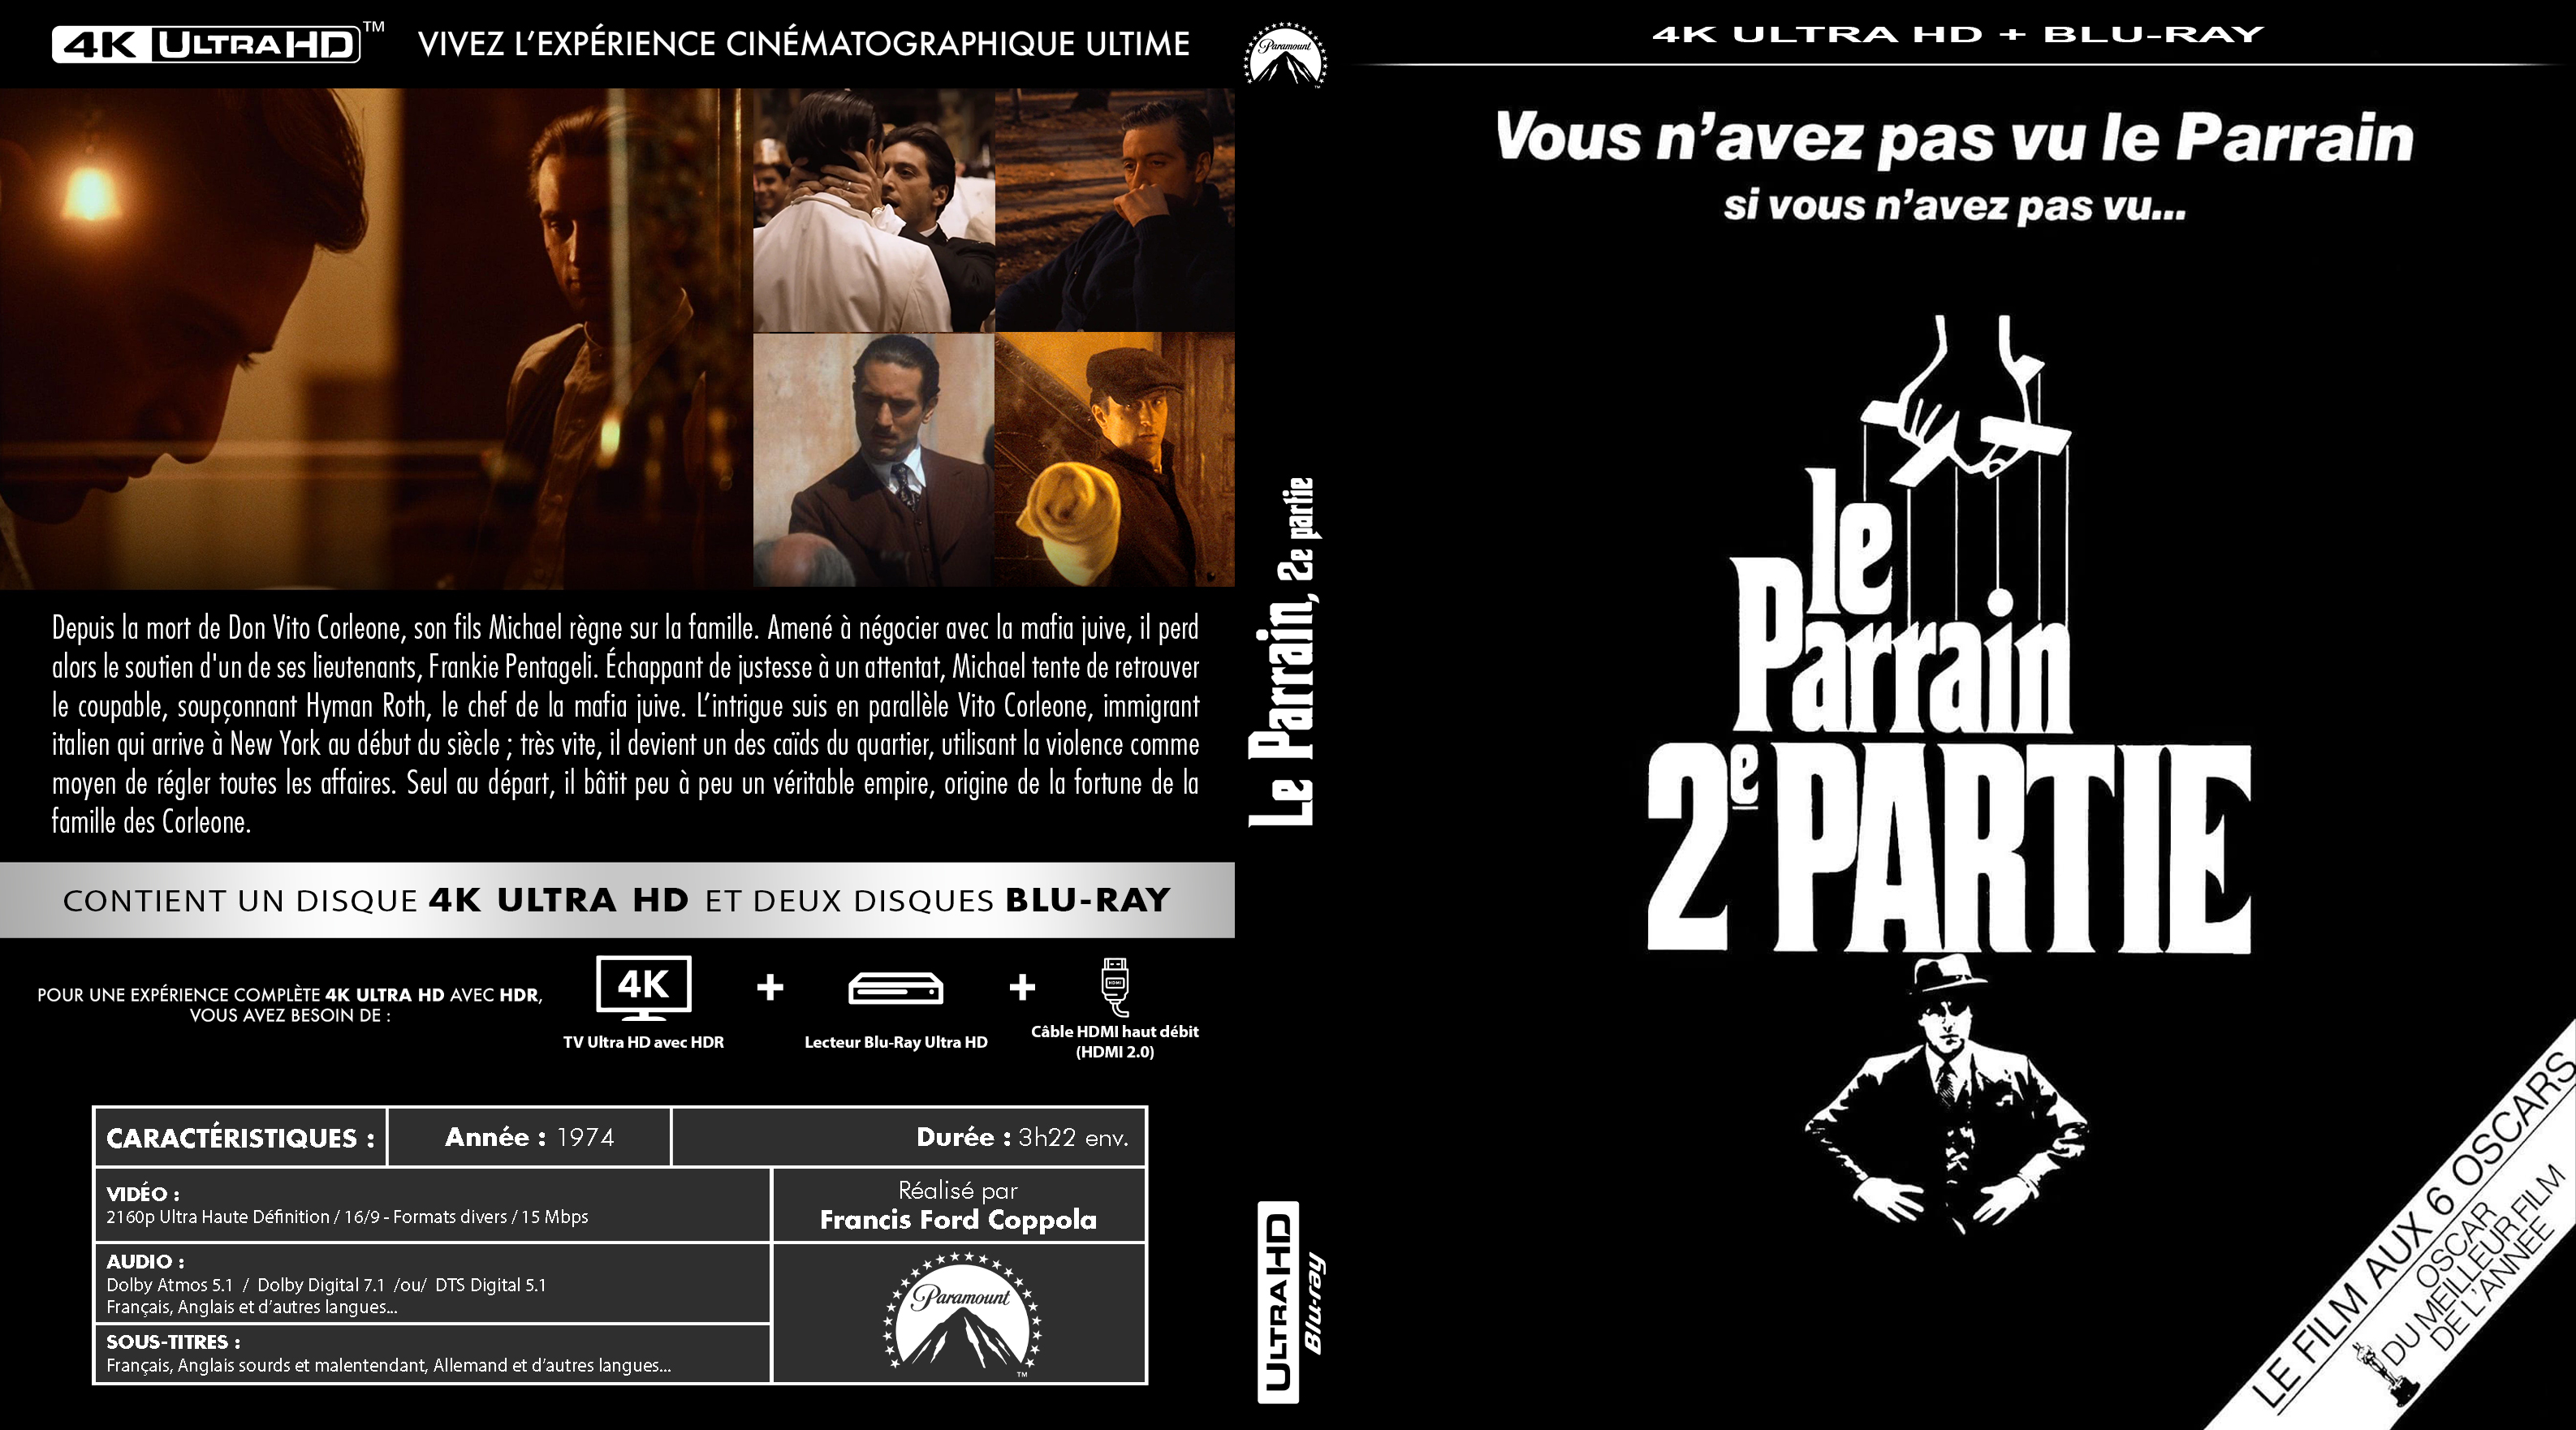 4K ULTRA HD™
VIVEZ L'EXPÉRIENCE CINÉMATOGRAPHIQUE ULTIME
Depuis la mort de Don Vito Corleone, son fils Michael règne sur la famille. Amené à négocier avec la mafia juive, il perd
alors le soutien d'un de ses lieutenants, Frankie Pentageli. Échappant de justesse à un attentat, Michael tente de retrouver
le coupable, soupçonnant Hyman Roth, le chef de la mafia juive. L'intrigue suis en parallèle Vito Corleone, immigrant
italien qui arrive à New York au début du siècle ; très vite, il devient un des caïds du quartier, utilisant la violence comme
moyen de régler toutes les affaires. Seul au départ, il bâtit peu à peu un véritable empire, origine de la fortune de la
famille des Corleone.
CONTIENT UN DISQUE 4K ULTRA HD ET DEUX DISQUES BLU-RAY
POUR UNE EXPÉRIENCE COMPLÈTE 4K ULTRA HD AVEC HDR,
VOUS AVEZ BESOIN DE :
4K
TV Ultra HD avec HDR
+
Lecteur Blu-Ray Ultra HD
+
HDMI
Câble HDMI haut débit
(HDMI 2.0)
CARACTÉRISTIQUES :
Année : 1974
Durée : 3h22 env.
VIDÉO :
2160p Ultra Haute Définition / 16/9 - Formats divers / 15 Mbps
Réalisé par
Francis Ford Coppola
AUDIO :
Dolby Atmos 5.1 / Dolby Digital 7.1 /ou/ DTS Digital 5.1
Français, Anglais et d'autres langues...
SOUS-TITRES :
Français, Anglais sourds et malentendant, Allemand et d'autres langues...
Paramount
™
Paramount
™
Le Parrain, 2e partie
ULTRA HD
Blu-ray
4K ULTRA HD + BLU-RAY
Vous n'avez pas vu le Parrain
si vous n'avez pas vu...
le
Parrain
2e PARTIE
LE FILM AUX 6 OSCARS
OSCAR
DU MEILLEUR FILM
DE L'ANNEE